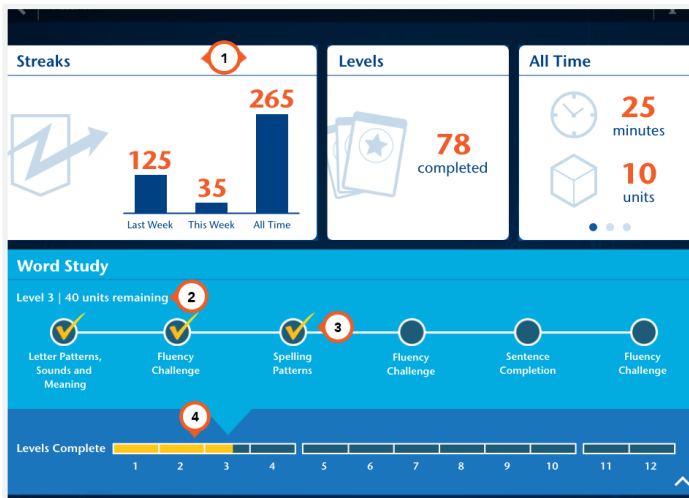 Streaks
1
125
35
265
Last Week
This Week
All Time
Levels
78
completed
All Time
25
minutes
10
units
Word Study
Level 3 | 40 units remaining
2
3
Letter Patterns,
Sounds and
Meaning
Fluency
Challenge
Spelling
Patterns
Fluency
Challenge
Sentence
Completion
Fluency
Challenge
4
Levels Complete
1 2 3 4 5 6 7 8 9 10 11 12